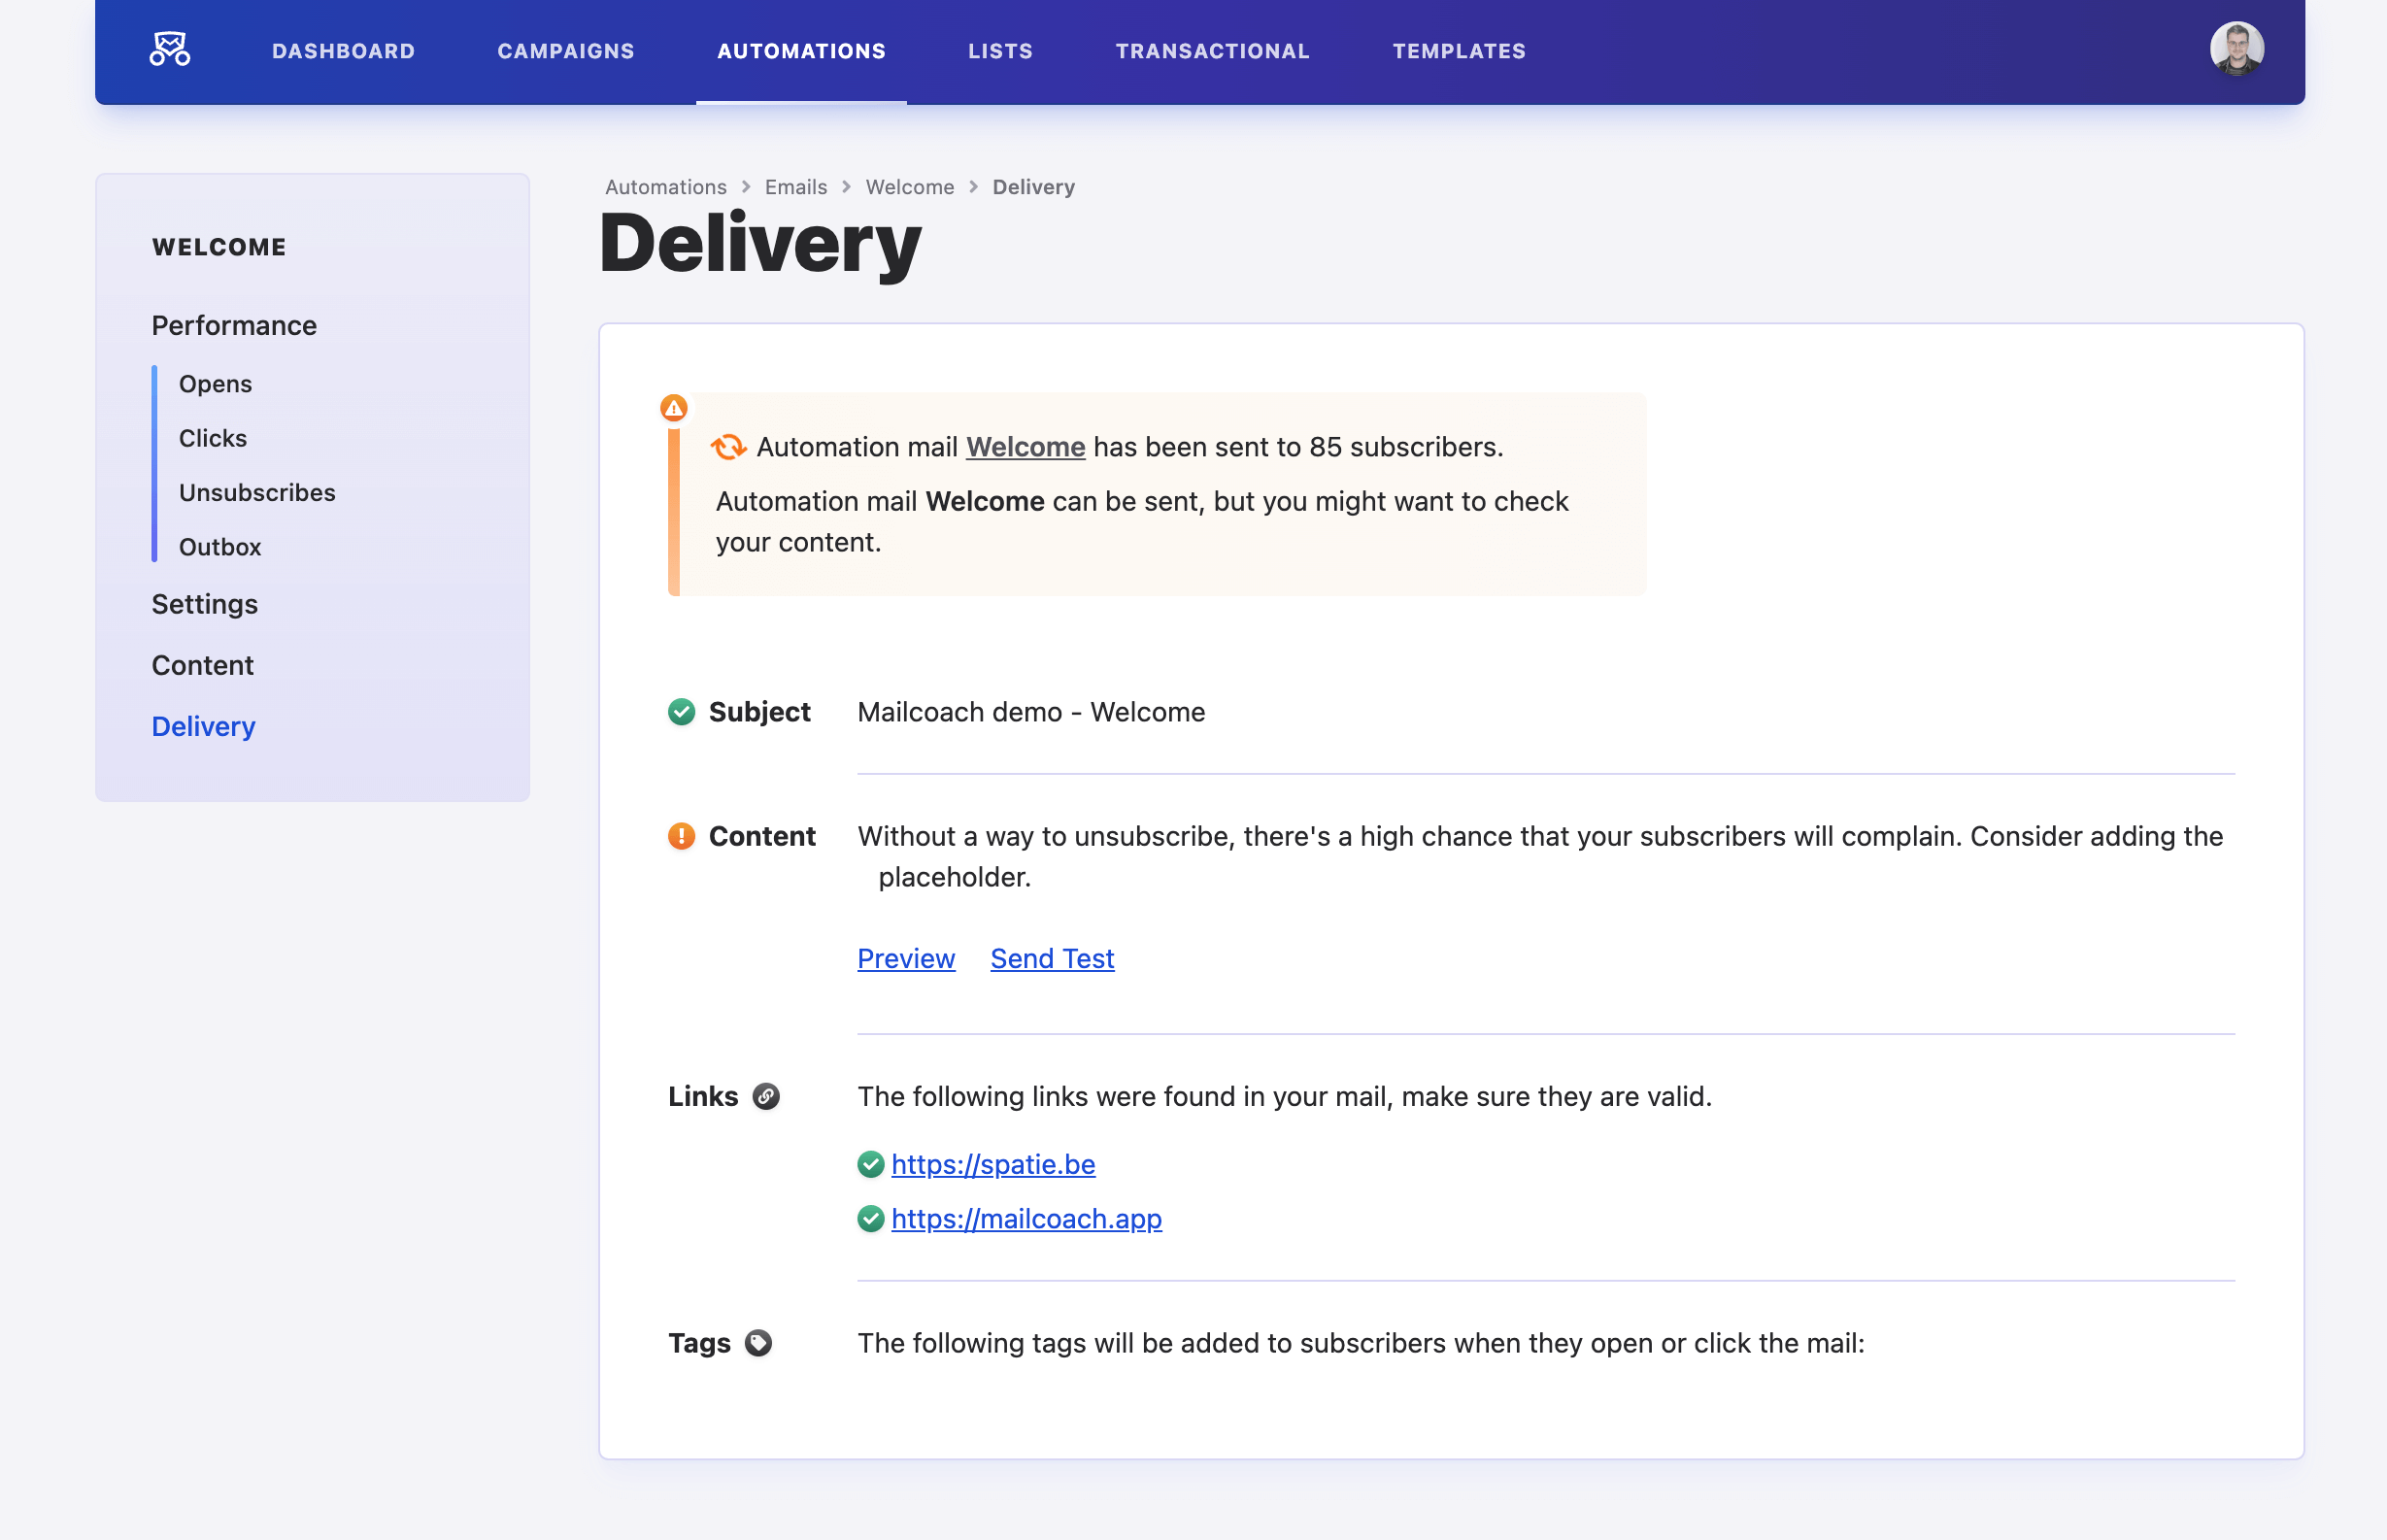 DASHBOARD CAMPAIGNS AUTOMATIONS LISTS TRANSACTIONAL TEMPLATES
WELCOME
Performance
Opens
Clicks
Unsubscribes
Outbox
Settings
Content
Delivery
Automations > Emails > Welcome > Delivery
Delivery
Automation mail Welcome has been sent to 85 subscribers.
Automation mail Welcome can be sent, but you might want to check
your content.
Subject Mailcoach demo - Welcome
Content Without a way to unsubscribe, there's a high chance that your subscribers will complain. Consider adding the
placeholder.
Preview Send Test
Links The following links were found in your mail, make sure they are valid.
https://spatie.be
https://mailcoach.app
Tags The following tags will be added to subscribers when they open or click the mail: